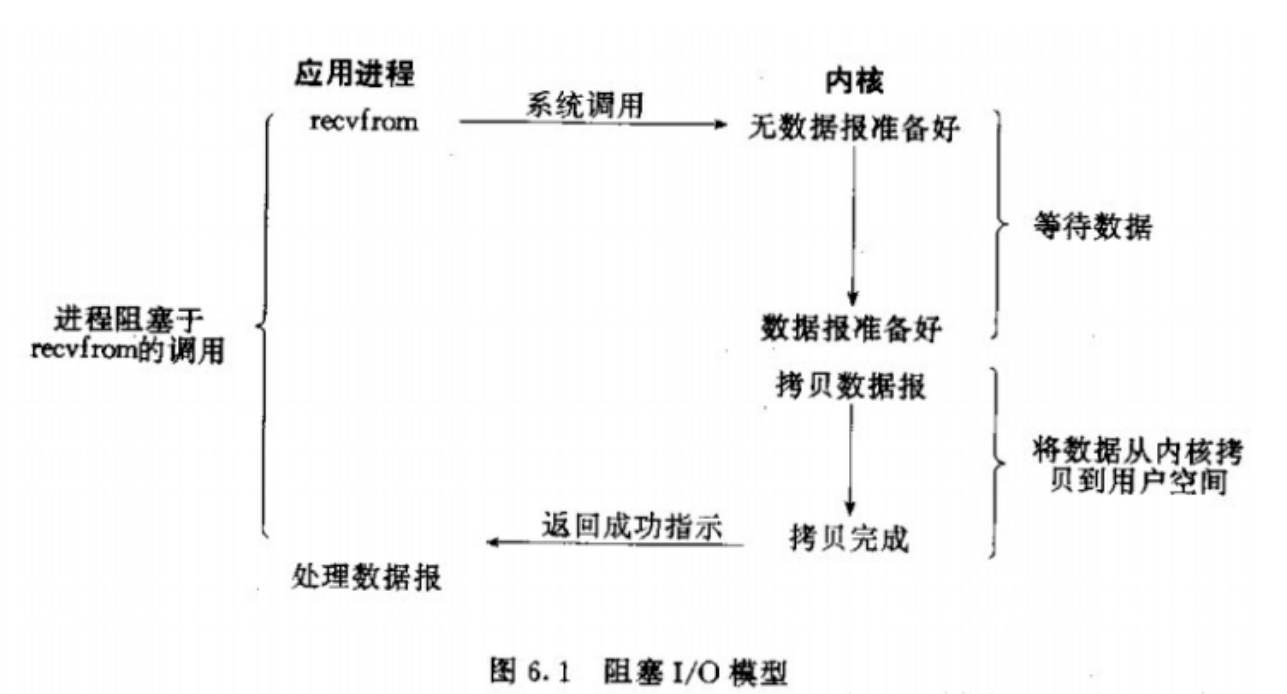 应用进程
内核
recvfrom
系统调用
无数据报准备好
等待数据
进程阻塞于
recvfrom的调用
数据报准备好
拷贝数据报
将数据从内核拷
贝到用户空间
返回成功指示
拷贝完成
处理数据报
图 6.1 阻塞 I/O 模型